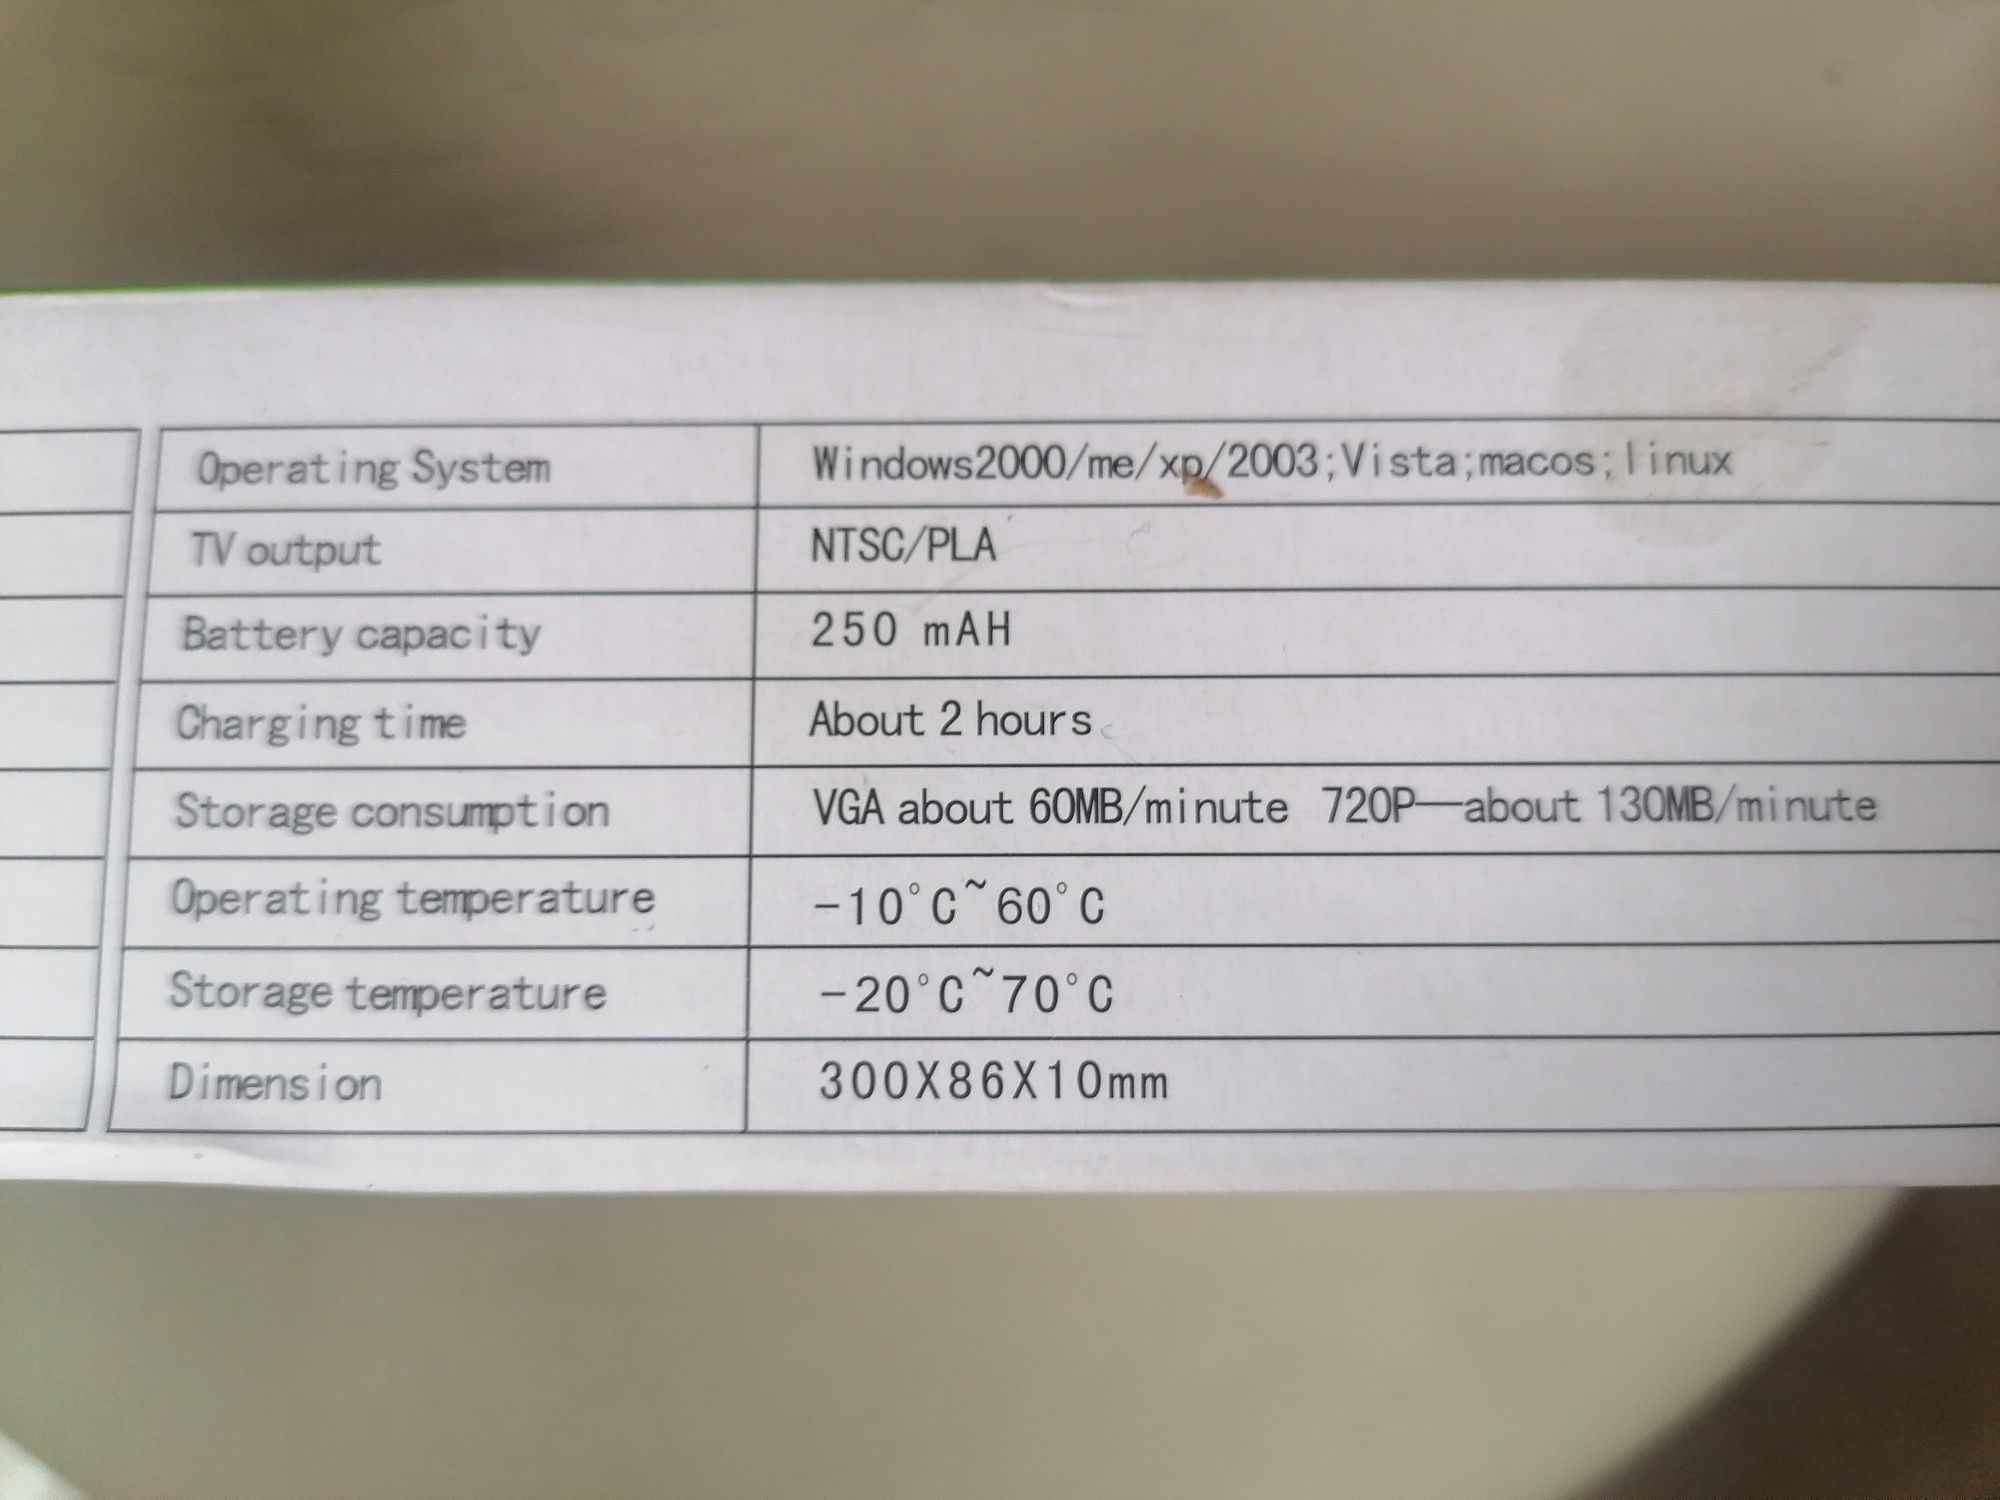 Operating System Windows2000/me/xp/2003;Vista;macos;linux
TV output NTSC/PLA
Battery capacity 250 mAH
Charging time About 2 hours
Storage consumption VGA about 60MB/minute 720P—about 130MB/minute
Operating temperature -10°C~60°C
Storage temperature -20°C~70°C
Dimension 300X86X10mm